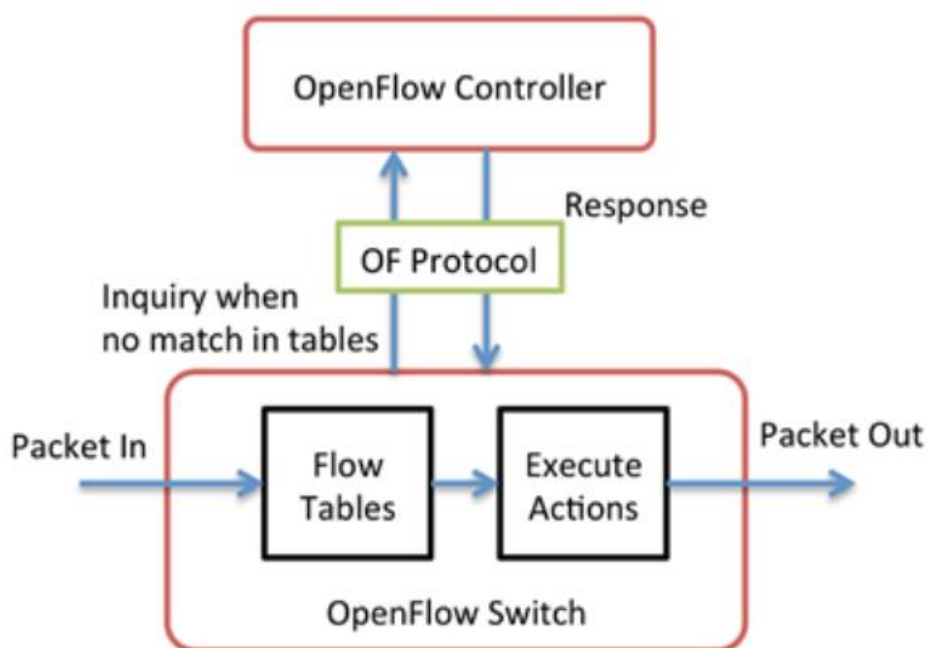 OpenFlow Controller
Response
OF Protocol
Inquiry when
no match in tables
Packet In
Flow
Tables
Execute
Actions
Packet Out
OpenFlow Switch